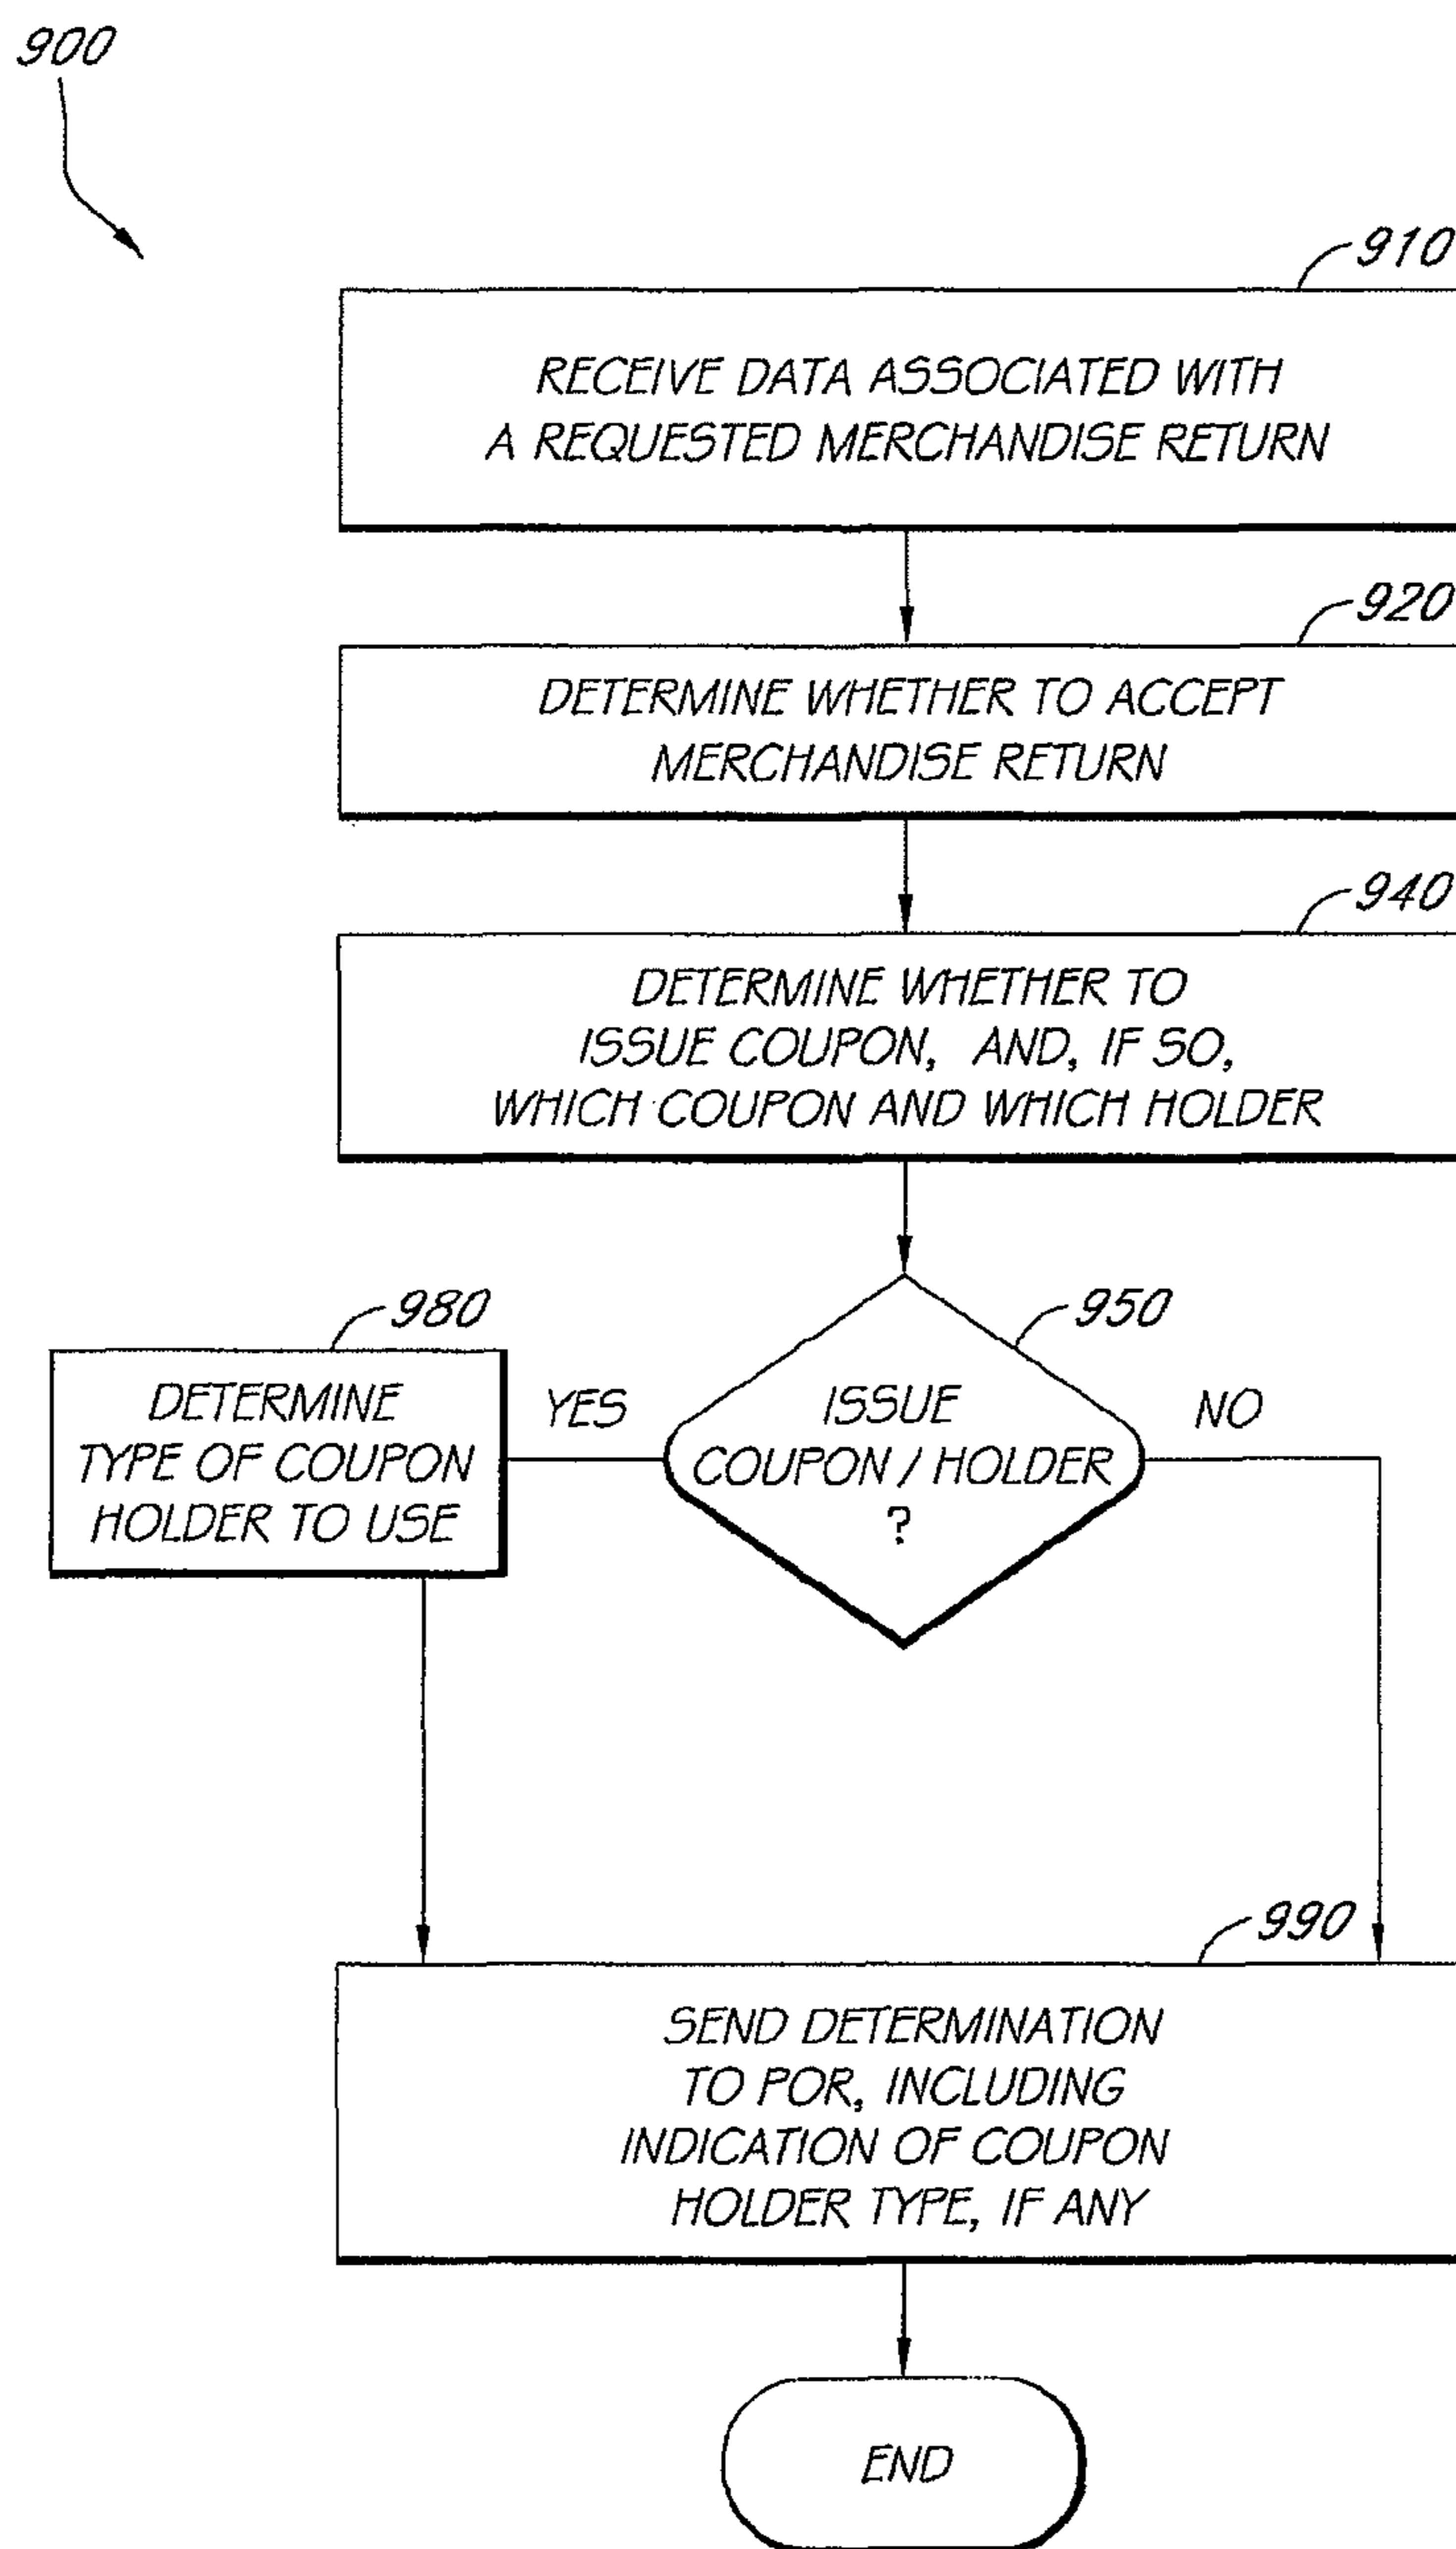 900
910
RECEIVE DATA ASSOCIATED WITH
A REQUESTED MERCHANDISE RETURN
920
DETERMINE WHETHER TO ACCEPT
MERCHANDISE RETURN
940
DETERMINE WHETHER TO
ISSUE COUPON, AND, IF SO,
WHICH COUPON AND WHICH HOLDER
980
DETERMINE
TYPE OF COUPON
HOLDER TO USE
YES
950
ISSUE
COUPON / HOLDER
?
NO
990
SEND DETERMINATION
TO POR, INCLUDING
INDICATION OF COUPON
HOLDER TYPE, IF ANY
END